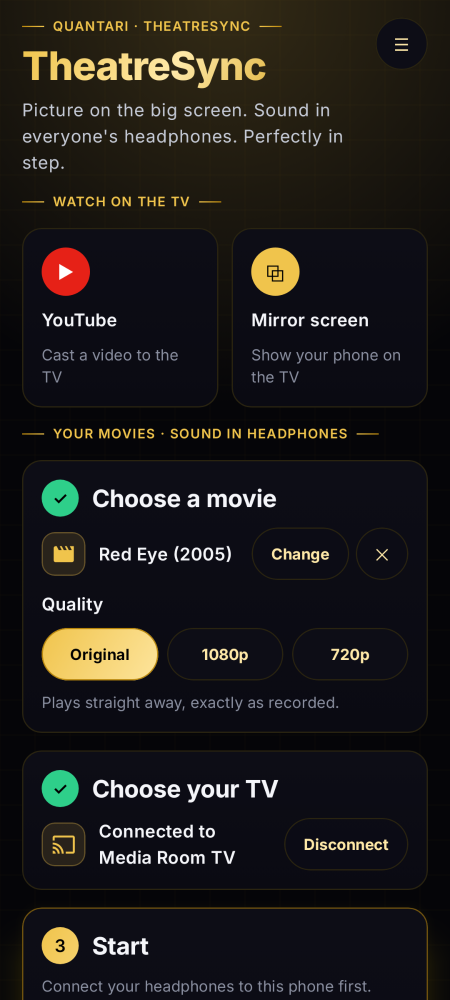 QUANTARI · THEATRESYNC
TheatreSync
Picture on the big screen. Sound in
everyone's headphones. Perfectly in
step.
WATCH ON THE TV
YouTube
Cast a video to the
TV
Mirror screen
Show your phone on
the TV
YOUR MOVIES · SOUND IN HEADPHONES
Choose a movie
Red Eye (2005)
Change
Quality
Original
1080p
720p
Plays straight away, exactly as recorded.
Choose your TV
Connected to
Media Room TV
Disconnect
3
Start
Connect your headphones to this phone first.